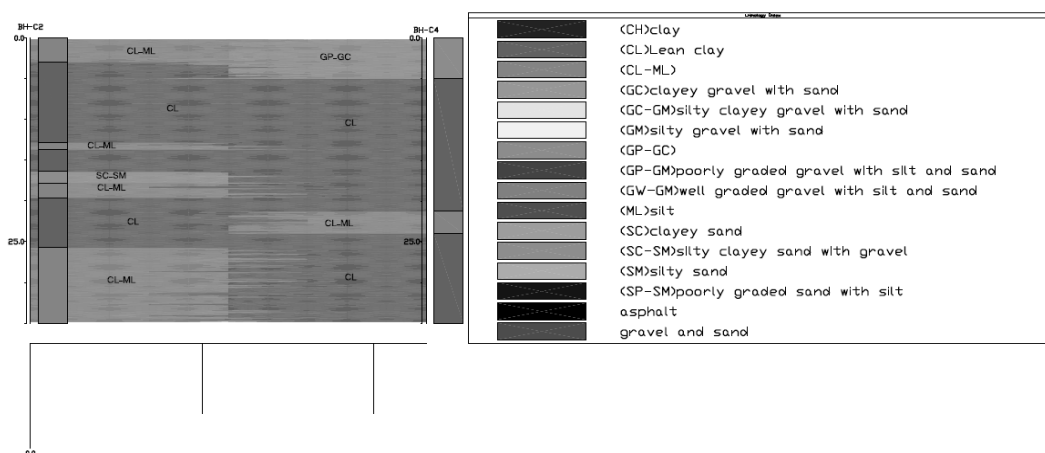 Lithology Index
BH-C2
BH-C4
0.0
0.0
CL-ML
GP-GC
CL
CL
CL-ML
SC-SM
CL-ML
CL
CL-ML
25.0
25.0
CL-ML
CL
(CH)clay
(CL)Lean clay
(CL-ML)
(GC)clayey gravel with sand
(GC-GM)silty clayey gravel with sand
(GM)silty gravel with sand
(GP-GC)
(GP-GM)poorly graded gravel with silt and sand
(GW-GM)well graded gravel with silt and sand
(ML)silt
(SC)clayey sand
(SC-SM)silty clayey sand with gravel
(SM)silty sand
(SP-SM)poorly graded sand with silt
asphalt
gravel and sand
0.0